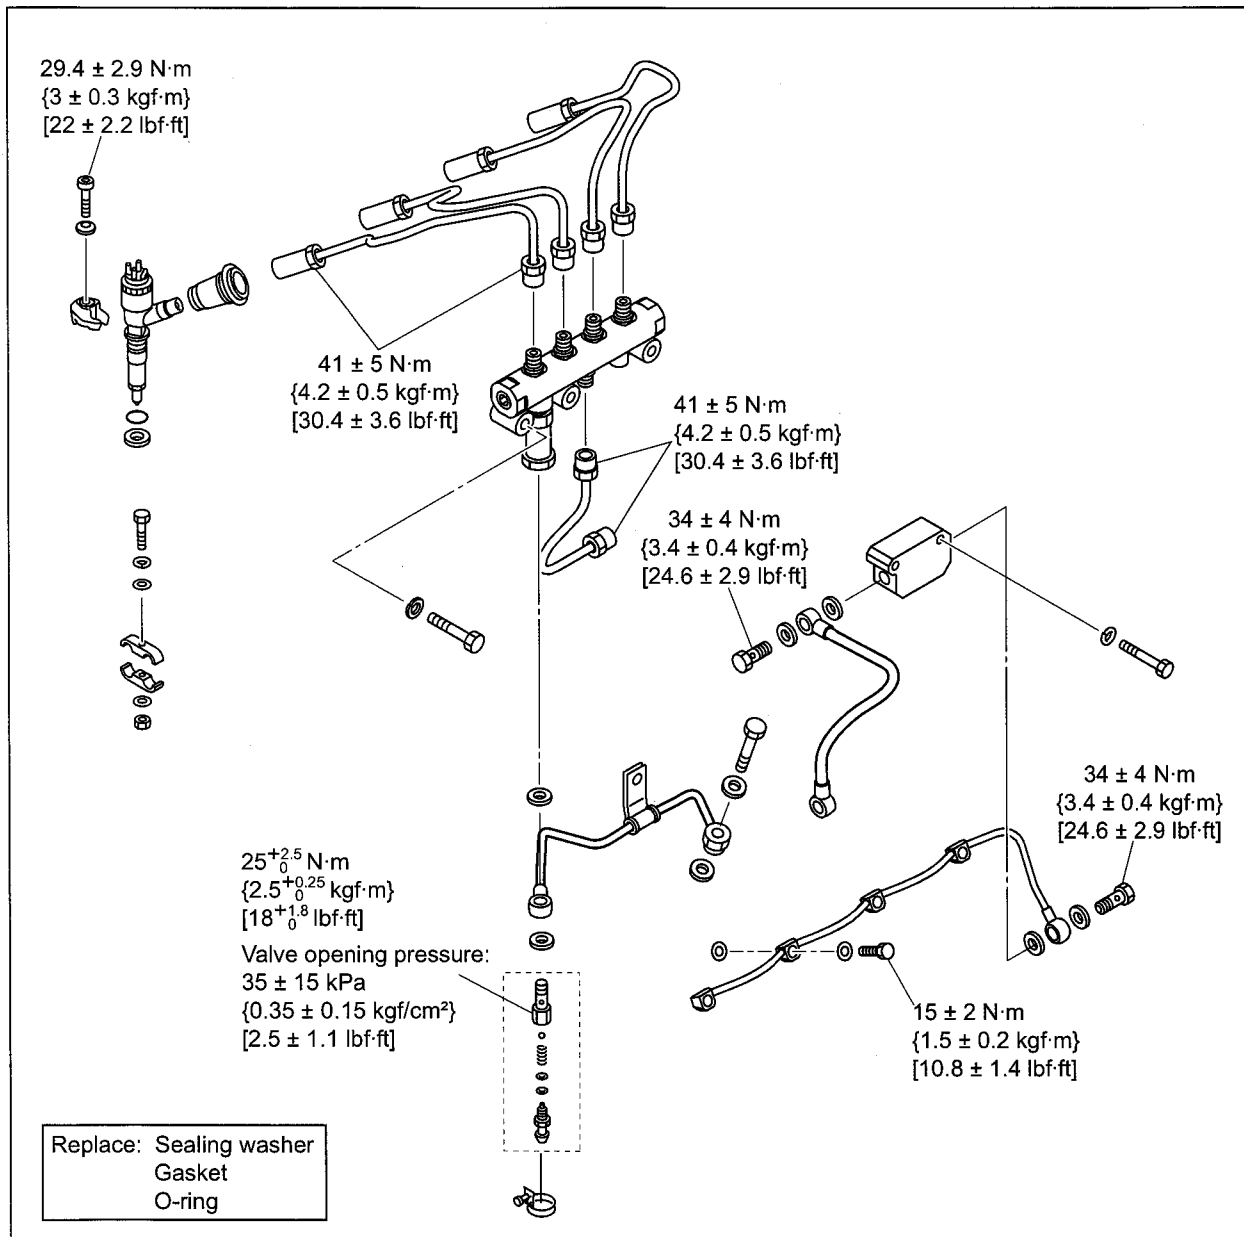 29.4 ± 2.9 N·m
{3 ± 0.3 kgf·m}
[22 ± 2.2 lbf·ft]
41 ± 5 N·m
{4.2 ± 0.5 kgf·m}
[30.4 ± 3.6 lbf·ft]
41 ± 5 N·m
{4.2 ± 0.5 kgf·m}
[30.4 ± 3.6 lbf·ft]
34 ± 4 N·m
{3.4 ± 0.4 kgf·m}
[24.6 ± 2.9 lbf·ft]
34 ± 4 N·m
{3.4 ± 0.4 kgf·m}
[24.6 ± 2.9 lbf·ft]
25 +2.5 0 N·m
{2.5 +0.25 0 kgf·m}
[18 +1.8 0 lbf·ft]
Valve opening pressure:
35 ± 15 kPa
{0.35 ± 0.15 kgf/cm²}
[2.5 ± 1.1 lbf·ft]
15 ± 2 N·m
{1.5 ± 0.2 kgf·m}
[10.8 ± 1.4 lbf·ft]
Replace: Sealing washer
Gasket
O-ring